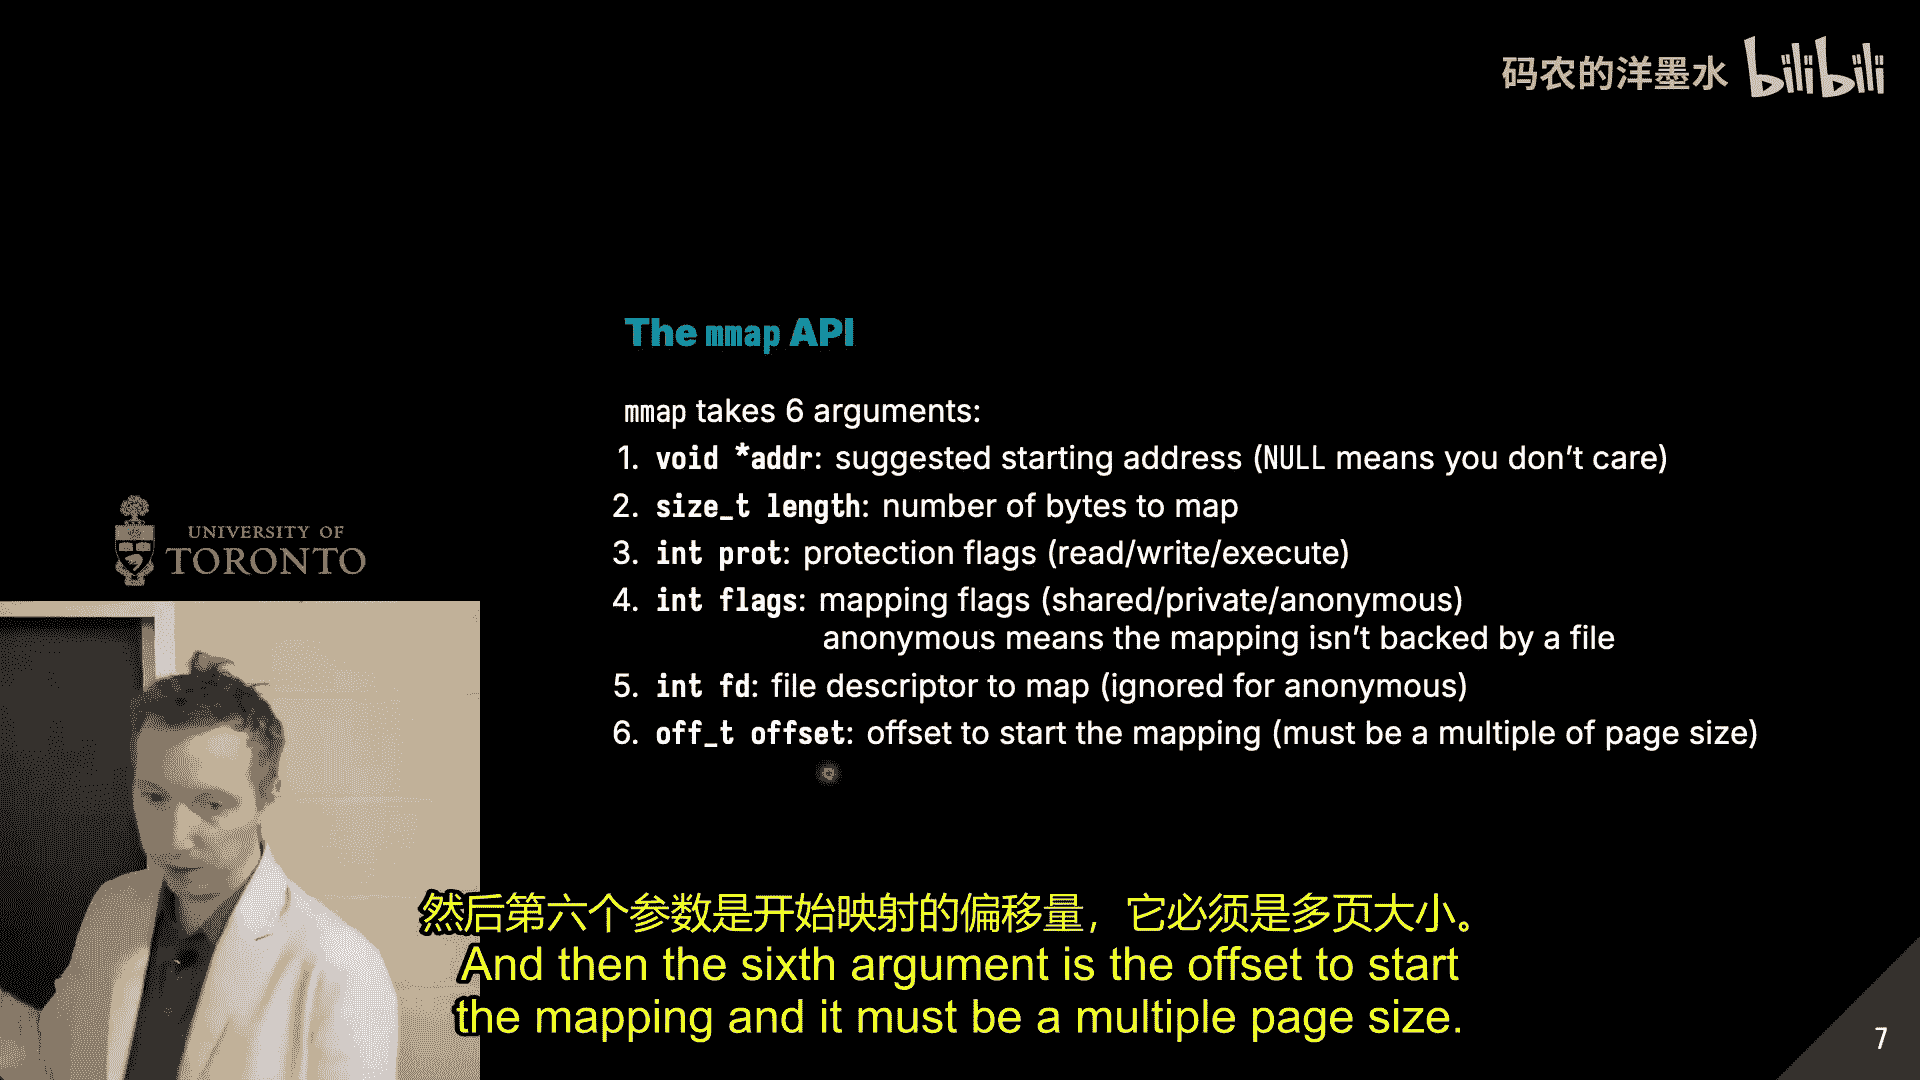 码农的洋墨水 bilibili
The mmap API
mmap takes 6 arguments:
1. void *addr: suggested starting address (NULL means you don't care)
2. size_t length: number of bytes to map
3. int prot: protection flags (read/write/execute)
4. int flags: mapping flags (shared/private/anonymous)
anonymous means the mapping isn't backed by a file
5. int fd: file descriptor to map (ignored for anonymous)
6. off_t offset: offset to start the mapping (must be a multiple of page size)
UNIVERSITY OF
TORONTO
然后第六个参数是开始映射的偏移量，它必须是多页大小。
And then the sixth argument is the offset to start
the mapping and it must be a multiple page size.
7